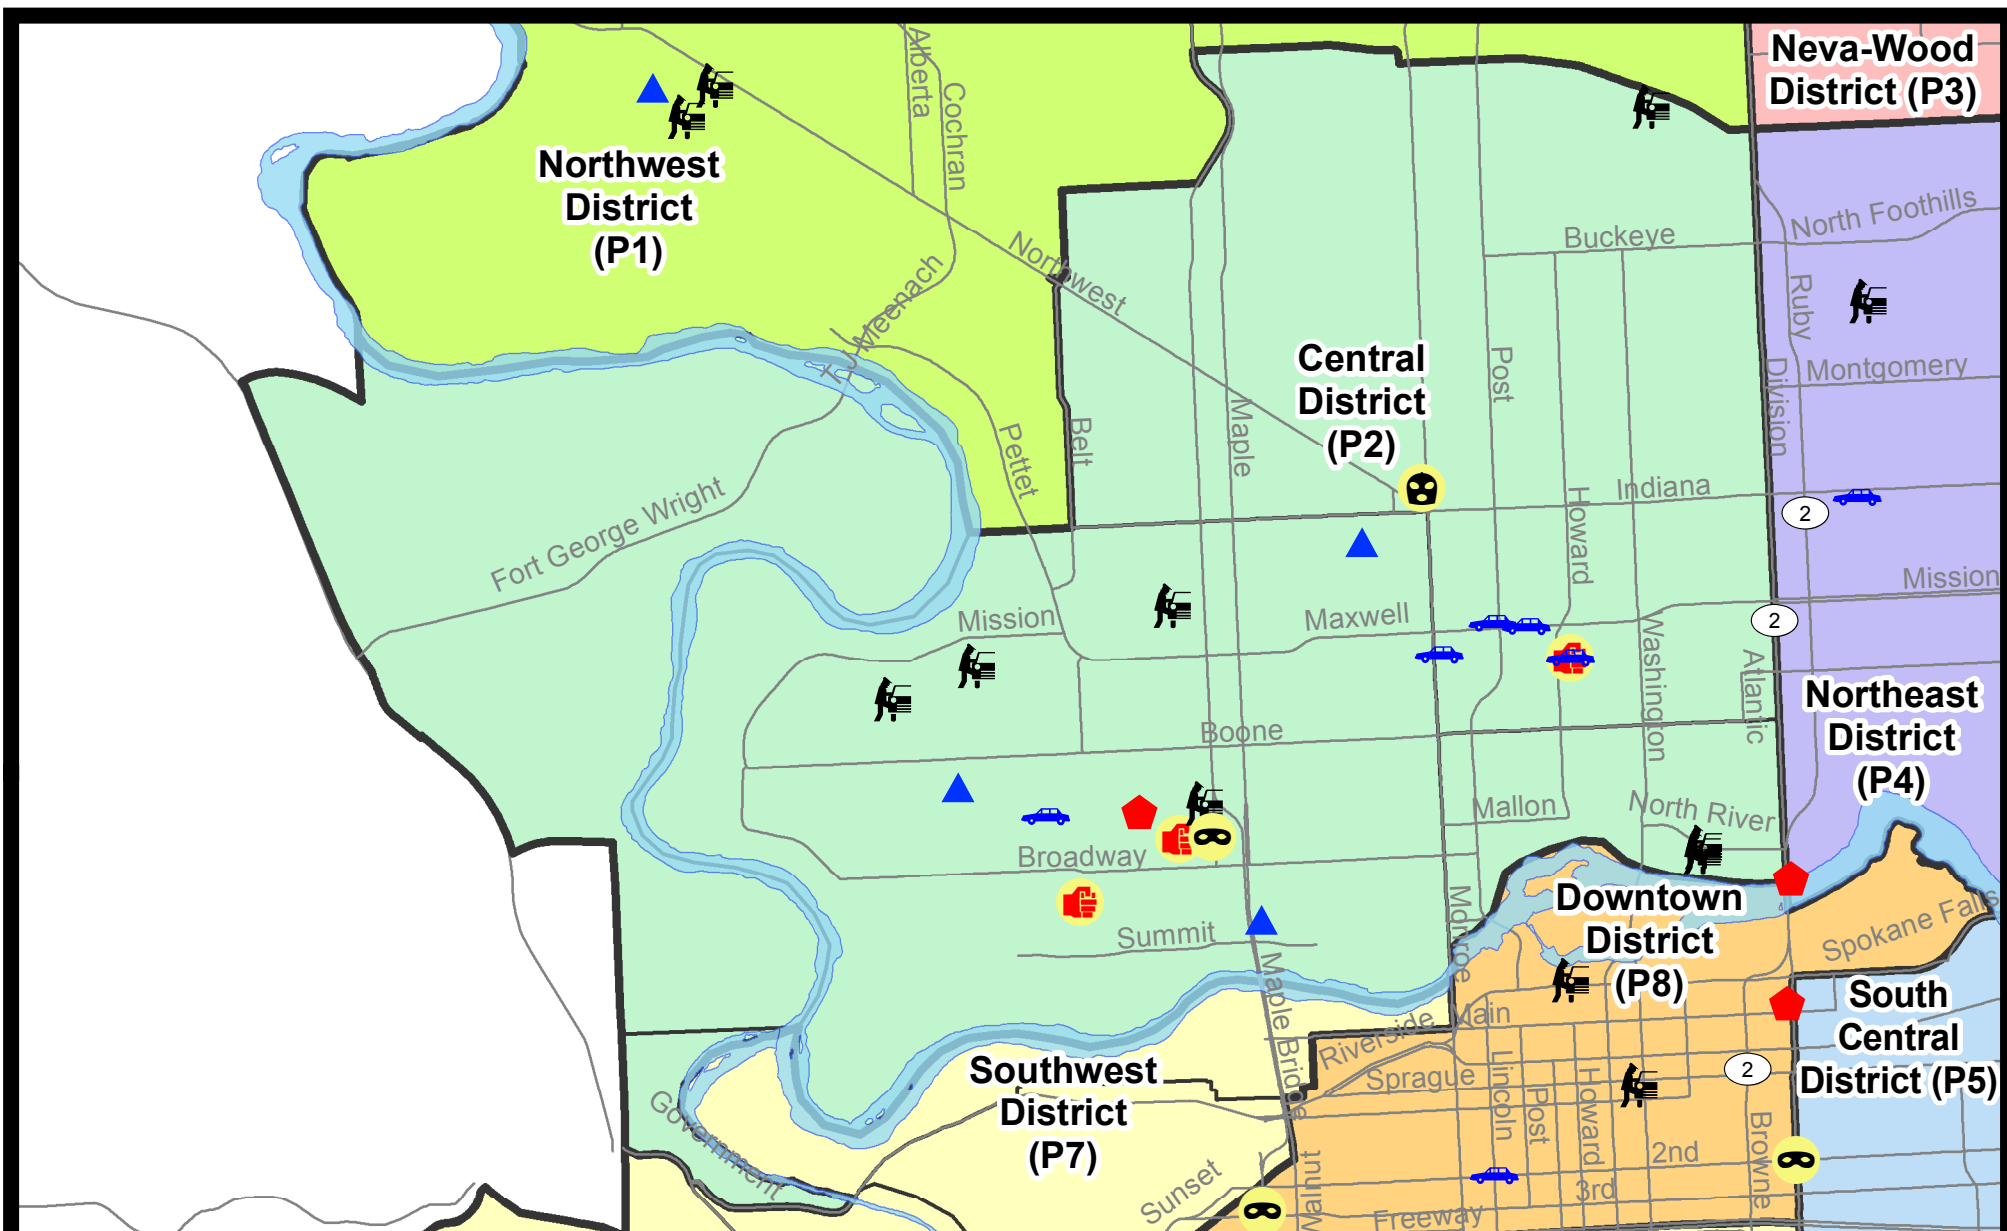 Neva-Wood
District (P3)
Alberta
Cochran
Northwest
District
(P1)
North Foothills
Buckeye
Northwest
T J Meenach
Ruby
Central
District
(P2)
Post
Montgomery
Division
Maple
Belt
Pettet
Indiana
Howard
2
Fort George Wright
Mission
Mission
Maxwell
2
Washington
Atlantic
Northeast
District
(P4)
Boone
Mallon
North River
Broadway
Monroe
Downtown
District
(P8)
Spokane Falls
Summit
Maple Bridge
South
Central
District (P5)
Riverside
Main
Southwest
District
(P7)
Sprague
Lincoln
Post
Howard
2
Government
Browne
2nd
Sunset
Walnut
3rd
Freeway